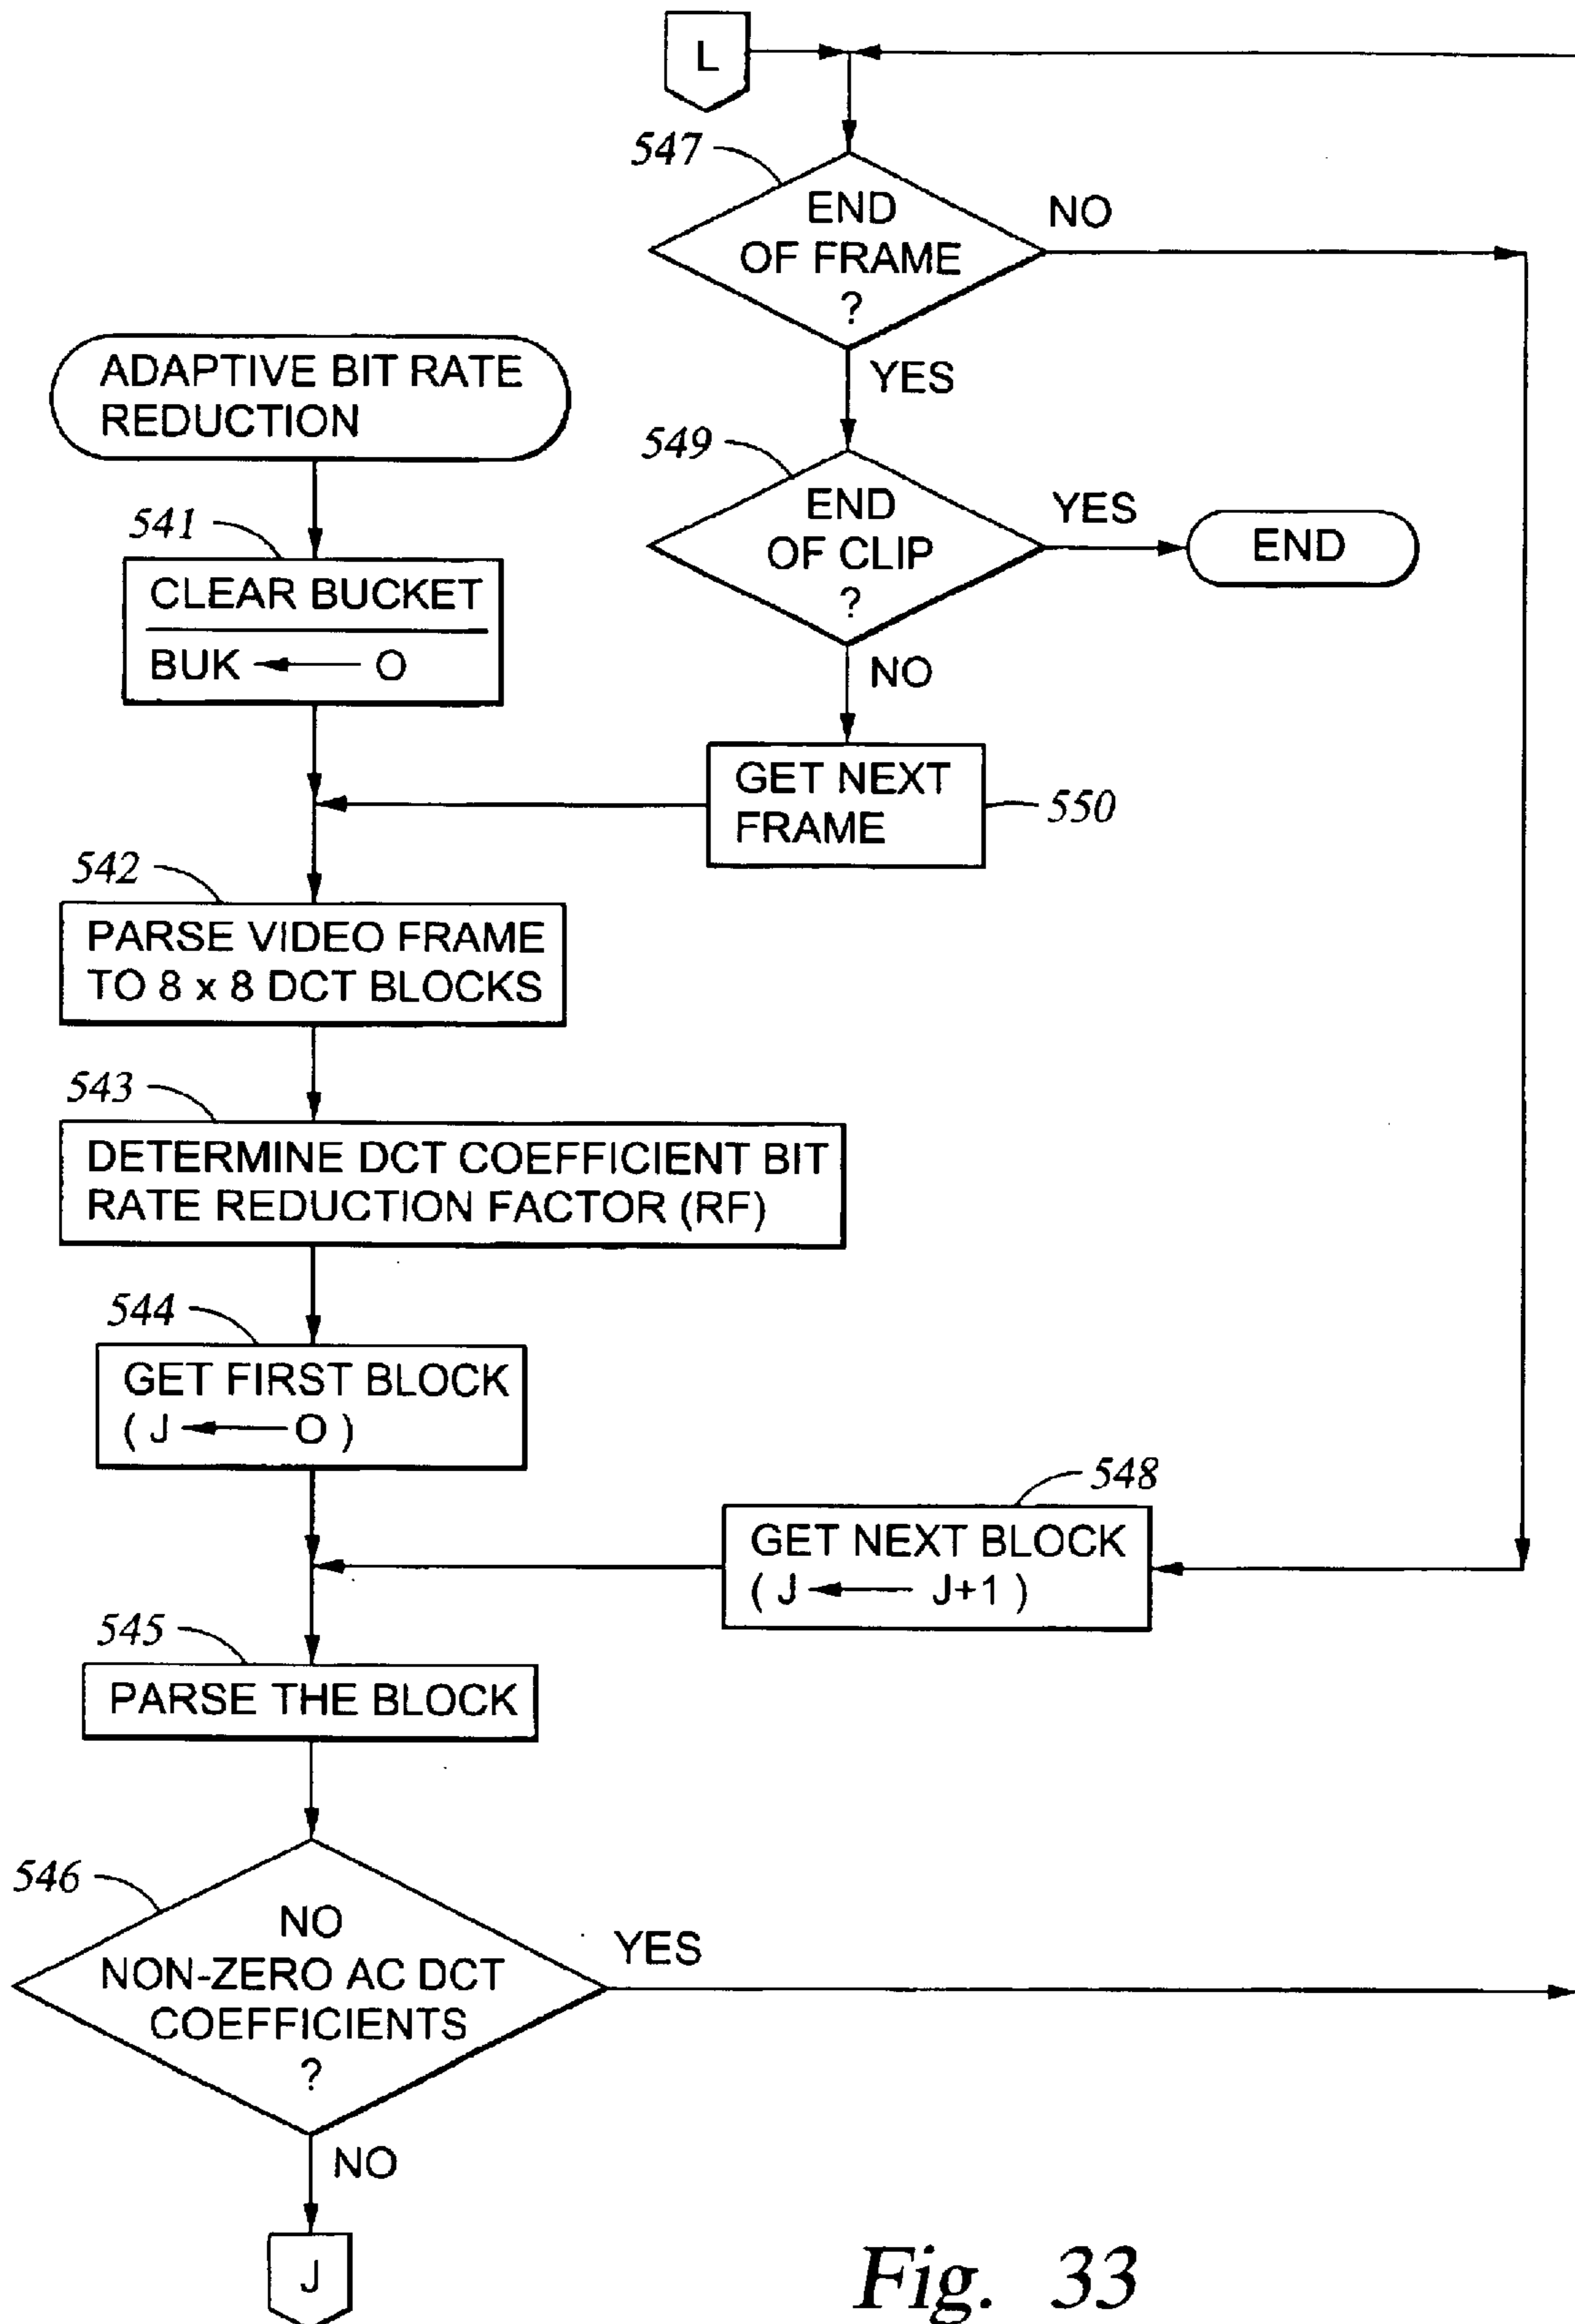 L
547
END
OF FRAME
?
NO
YES
ADAPTIVE BIT RATE
REDUCTION
549
END
OF CLIP
?
YES
END
NO
541
CLEAR BUCKET
BUK ← O
GET NEXT
FRAME
550
542
PARSE VIDEO FRAME
TO 8 x 8 DCT BLOCKS
543
DETERMINE DCT COEFFICIENT BIT
RATE REDUCTION FACTOR (RF)
544
GET FIRST BLOCK
( J ← O )
548
GET NEXT BLOCK
( J ← J+1 )
545
PARSE THE BLOCK
546
NO
NON-ZERO AC DCT
COEFFICIENTS
?
YES
NO
J
Fig. 33